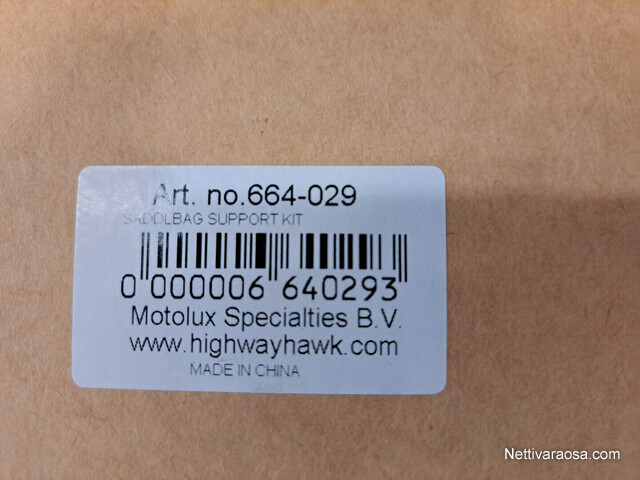 Art. no.664-029
SADDLBAG SUPPORT KIT
0 000006 640293
Motolux Specialties B.V.
www.highwayhawk.com
MADE IN CHINA
Nettivaraosa.com